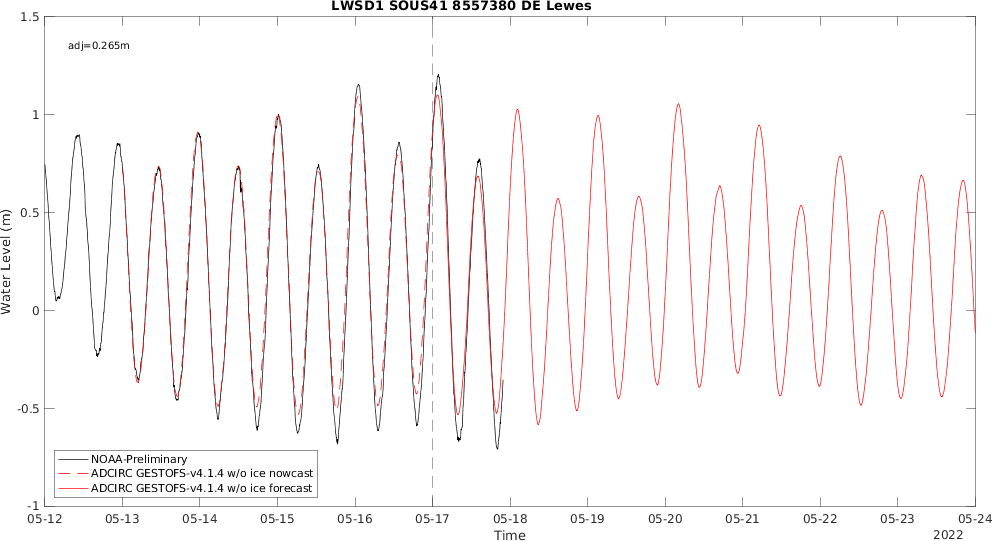 LWSD1 SOUS41 8557380 DE Lewes
1.5
adj=0.265m
1
0.5
0
-0.5
-1
Water Level (m)
NOAA-Preliminary
ADCIRC GESTOFS-v4.1.4 w/o ice nowcast
ADCIRC GESTOFS-v4.1.4 w/o ice forecast
05-12 05-13 05-14 05-15 05-16 05-17 05-18 05-19 05-20 05-21 05-22 05-23 05-24
Time
2022